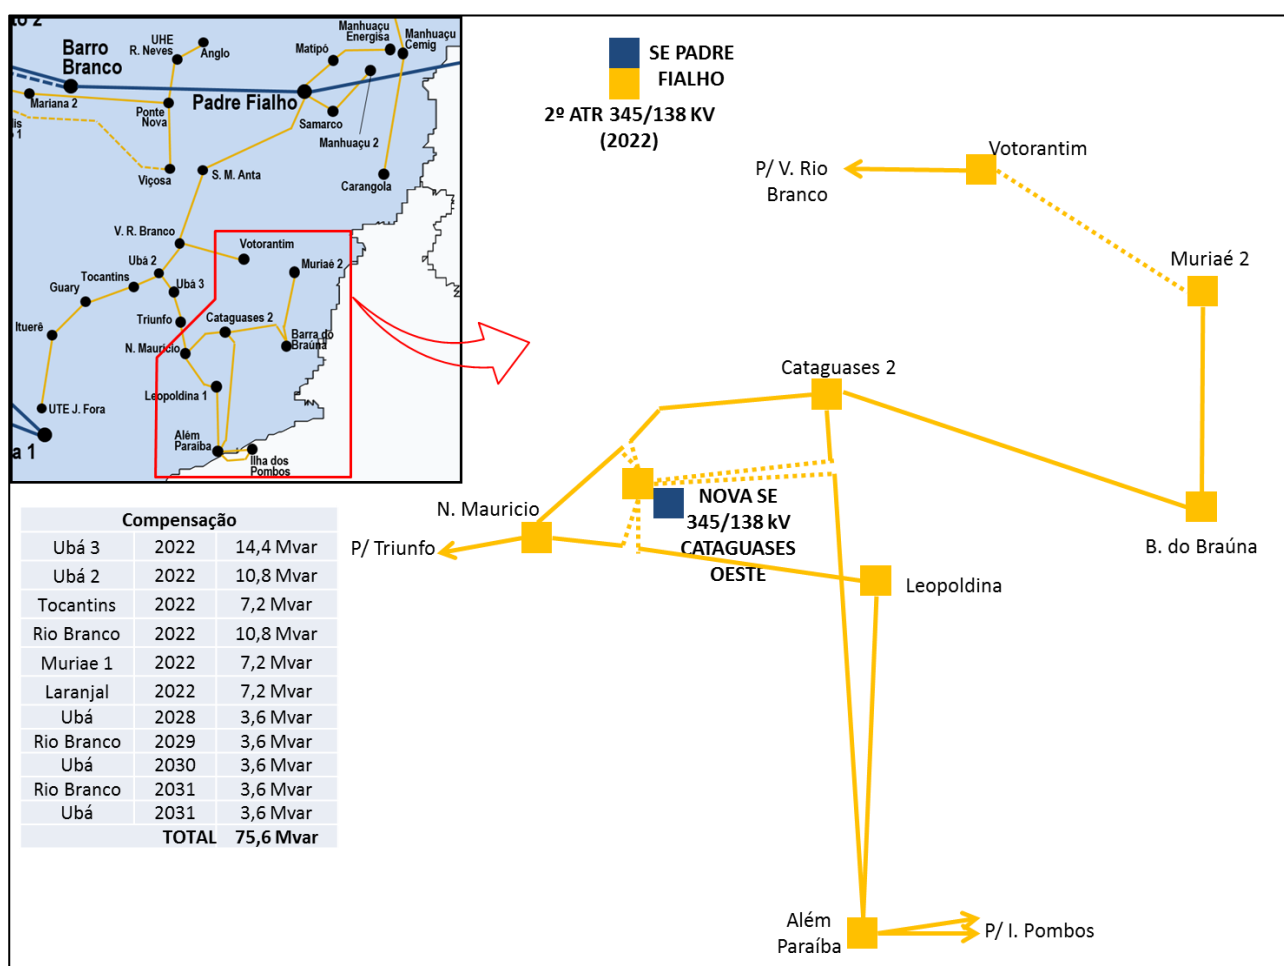 to 2
Barro
Branco
UHE
R. Neves
Anglo
Matipó
Manhuaçu
Energisa
Manhuaçu
Cemig
Mariana 2
Ponte
Nova
Padre Fialho
Samarco
Manhuaçu 2
lis
1
Viçosa
S. M. Anta
Carangola
V. R. Branco
Votorantim
Ubá 2
Muriaé 2
Tocantins
Ubá 3
Guary
Triunfo
Cataguases 2
Ituerê
N. Maurício
Barra do
Braúna
Leopoldina 1
UTE J. Fora
a 1
Além
Paraíba
Ilha dos
Pombos
SE PADRE
FIALHO
2º ATR 345/138 KV
(2022)
P/ V. Rio
Branco
Votorantim
Muriaé 2
Cataguases 2
N. Mauricio
P/ Triunfo
NOVA SE
345/138 kV
CATAGUASES
OESTE
B. do Braúna
Leopoldina
Além
Paraíba
P/ I. Pombos
Compensação
Ubá 3 2022 14,4 Mvar
Ubá 2 2022 10,8 Mvar
Tocantins 2022 7,2 Mvar
Rio Branco 2022 10,8 Mvar
Muriae 1 2022 7,2 Mvar
Laranjal 2022 7,2 Mvar
Ubá 2028 3,6 Mvar
Rio Branco 2029 3,6 Mvar
Ubá 2030 3,6 Mvar
Rio Branco 2031 3,6 Mvar
Ubá 2031 3,6 Mvar
TOTAL 75,6 Mvar